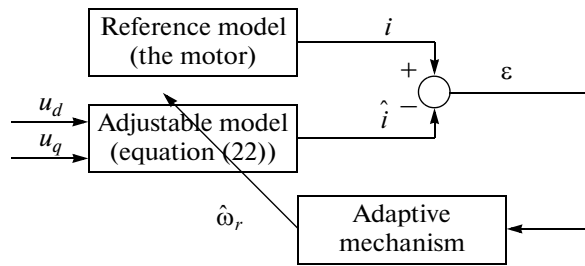 Reference model
(the motor)
i
+
ε
−
u_d
Adjustable model
î
u_q
(equation (22))
ω̂_r
Adaptive
mechanism